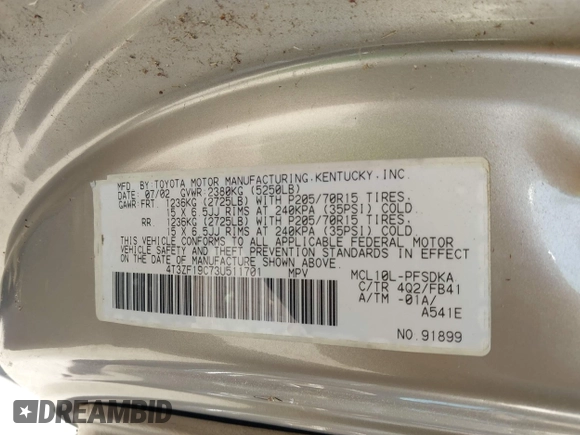 MFD. BY: TOYOTA MOTOR MANUFACTURING. KENTUCKY, INC.
DATE 07/02 GVWR 2380KG (5250LB)
GAWR FRT 1236KG (2725LB) WITH P205/70R15 TIRES.
15 X 6.5JJ RIMS AT 240KPA (35PSI) COLD
RR 1236KG (2725LB) WITH P205/70R15 TIRES.
15 X 6.5JJ RIMS AT 240KPA (35PSI) COLD
THIS VEHICLE CONFORMS TO ALL APPLICABLE FEDERAL MOTOR
VEHICLE SAFETY AND THEFT PREVENTION STANDARDS IN EFFECT
ON THE DATE OF MANUFACTURE SHOWN ABOVE.
4T3ZF19C73U511701 MPV
MCL10L-PFSDKA
C/TR 4Q2/FB41
A/TM -01A/
A541E
NO. 91899
DREAMBID